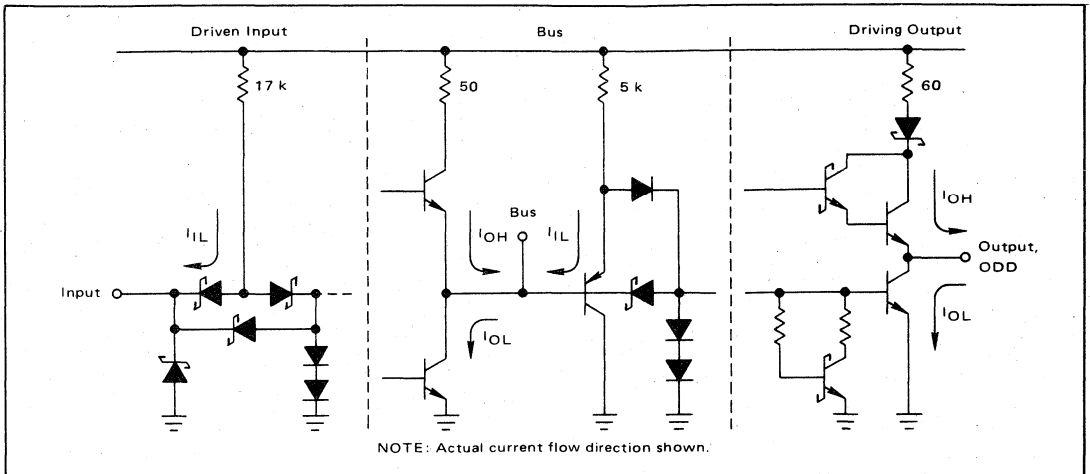 Driven Input
Bus
Driving Output
17 k
50
5 k
60
IIL
Input
IOH
Bus
IIL
IOL
IOH
Output,
ODD
IOL
NOTE: Actual current flow direction shown.